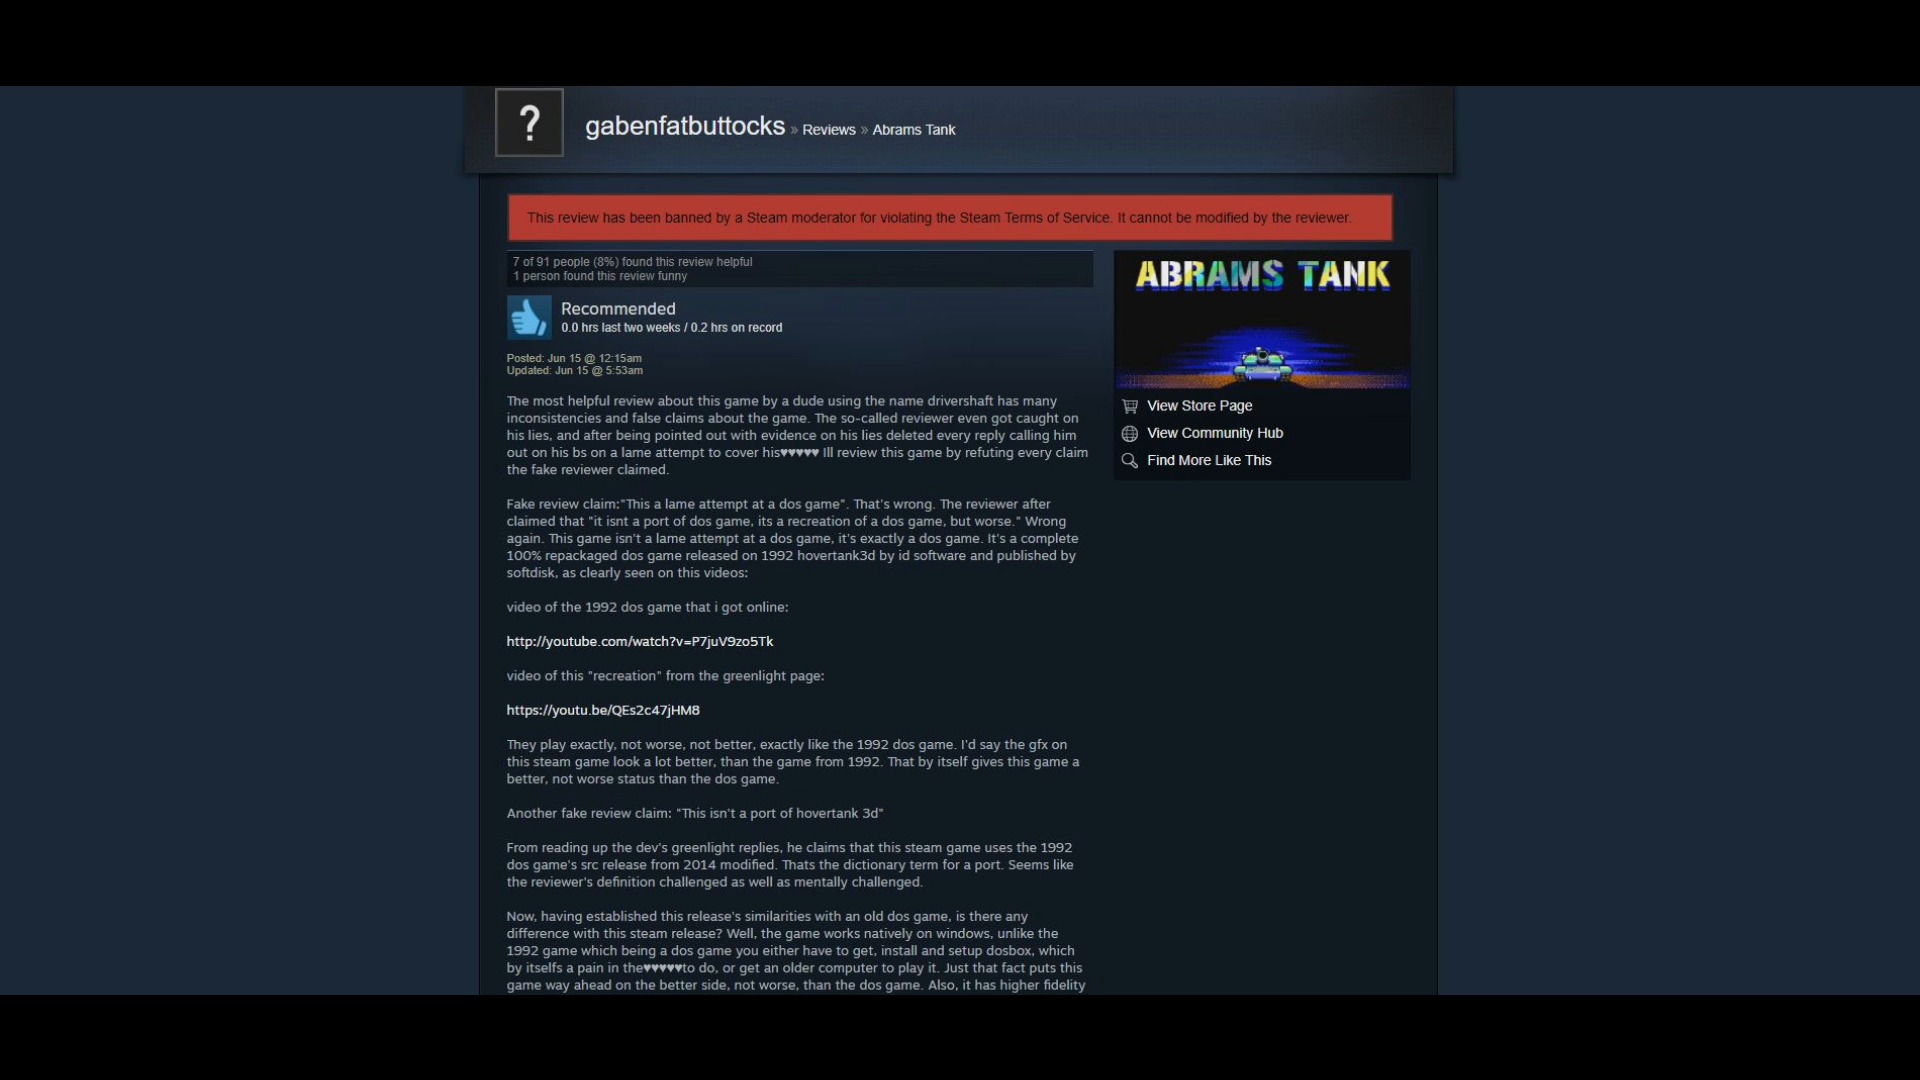 ?
gabenfatbuttocks » Reviews » Abrams Tank
This review has been banned by a Steam moderator for violating the Steam Terms of Service. It cannot be modified by the reviewer.
7 of 91 people (8%) found this review helpful
1 person found this review funny
Recommended
0.0 hrs last two weeks / 0.2 hrs on record
Posted: Jun 15 @ 12:15am
Updated: Jun 15 @ 5:53am
The most helpful review about this game by a dude using the name drivershaft has many
inconsistencies and false claims about the game. The so-called reviewer even got caught on
his lies, and after being pointed out with evidence on his lies deleted every reply calling him
out on his bs on a lame attempt to cover his♥♥♥♥♥ Ill review this game by refuting every claim
the fake reviewer claimed.
Fake review claim:"This a lame attempt at a dos game". That's wrong. The reviewer after
claimed that "it isnt a port of dos game, its a recreation of a dos game, but worse." Wrong
again. This game isn't a lame attempt at a dos game, it's exactly a dos game. It's a complete
100% repackaged dos game released on 1992 hovertank3d by id software and published by
softdisk, as clearly seen on this videos:
video of the 1992 dos game that i got online:
http://youtube.com/watch?v=P7juV9zo5Tk
video of this "recreation" from the greenlight page:
https://youtu.be/QEs2c47jHM8
They play exactly, not worse, not better, exactly like the 1992 dos game. I'd say the gfx on
this steam game look a lot better, than the game from 1992. That by itself gives this game a
better, not worse status than the dos game.
Another fake review claim: "This isn't a port of hovertank 3d"
From reading up the dev's greenlight replies, he claims that this steam game uses the 1992
dos game's src release from 2014 modified. Thats the dictionary term for a port. Seems like
the reviewer's definition challenged as well as mentally challenged.
Now, having established this release's similarities with an old dos game, is there any
difference with this steam release? Well, the game works natively on windows, unlike the
1992 game which being a dos game you either have to get, install and setup dosbox, which
by itselfs a pain in the♥♥♥♥♥to do, or get an older computer to play it. Just that fact puts this
game way ahead on the better side, not worse, than the dos game. Also, it has higher fidelity
ABRAMS TANK
View Store Page
View Community Hub
Find More Like This